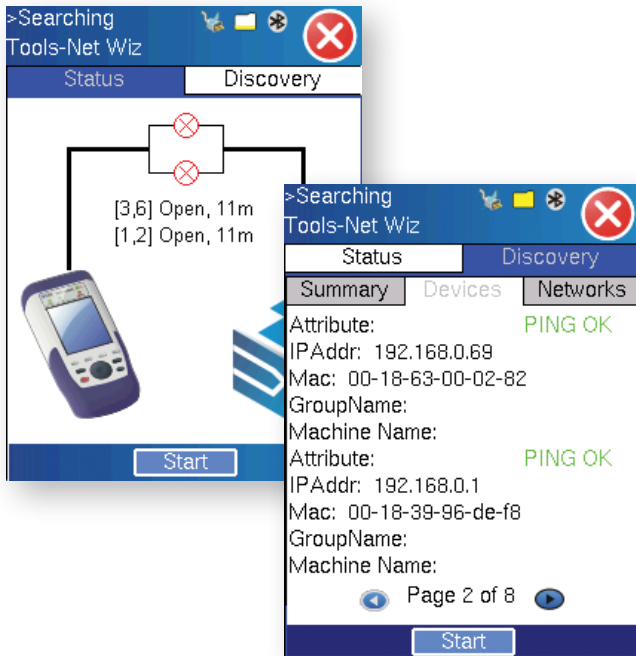 >Searching
Tools-Net Wiz
Status Discovery
[3,6] Open, 11m
[1,2] Open, 11m
Start
>Searching
Tools-Net Wiz
Status Discovery
Summary Devices Networks
Attribute: PING OK
IPAddr: 192.168.0.69
Mac: 00-18-63-00-02-82
GroupName:
Machine Name:
Attribute: PING OK
IPAddr: 192.168.0.1
Mac: 00-18-39-96-de-f8
GroupName:
Machine Name:
Page 2 of 8
Start